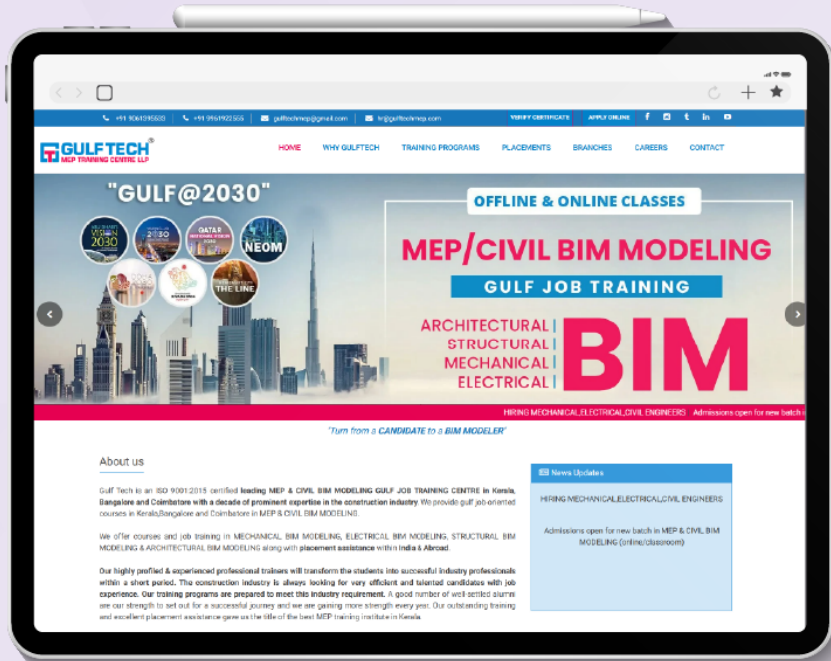 +91 9061395533 +91 9961922555 gulftechmep@gmail.com hr@gulftechmep.com VERIFY CERTIFICATE APPLY ONLINE
GULF TECH
MEP TRAINING CENTRE LLP
HOME WHY GULFTECH TRAINING PROGRAMS PLACEMENTS BRANCHES CAREERS CONTACT
"GULF@2030"
VISION
2030
2030
QATAR
2030
NEOM
THE LINE
OFFLINE & ONLINE CLASSES
MEP/CIVIL BIM MODELING
GULF JOB TRAINING
ARCHITECTURAL
STRUCTURAL
MECHANICAL
ELECTRICAL
BIM
HIRING MECHANICAL,ELECTRICAL,CIVIL ENGINEERS Admissions open for new batch i
"Turn from a CANDIDATE to a BIM MODELER"
About us
Gulf Tech is an ISO 9001:2015 certified leading MEP & CIVIL BIM MODELING GULF JOB TRAINING CENTRE in Kerala,
Bangalore and Coimbatore with a decade of prominent expertise in the construction industry. We provide gulf job oriented
courses in Kerala,Bangalore and Coimbatore in MEP & CIVIL BIM MODELING.
We offer courses and job training in MECHANICAL BIM MODELING, ELECTRICAL BIM MODELING, STRUCTURAL BIM
MODELING & ARCHITECTURAL BIM MODELING along with placement assistance within India & Abroad.
Our highly profiled & experienced professional trainers will transform the students into successful industry professionals
within a short period. The construction industry is always looking for very efficient and talented candidates with job
experience. Our training programs are prepared to meet this industry requirement. A good number of well-settled alumni
are our strength to set out for a successful journey and we are gaining more strength every year. Our outstanding training
and excellent placement assistance gave us the title of the best MEP training institute in Kerala.
News Updates
HIRING MECHANICAL,ELECTRICAL,CIVIL ENGINEERS
Admissions open for new batch in MEP & CIVIL BIM
MODELING (online/classroom)